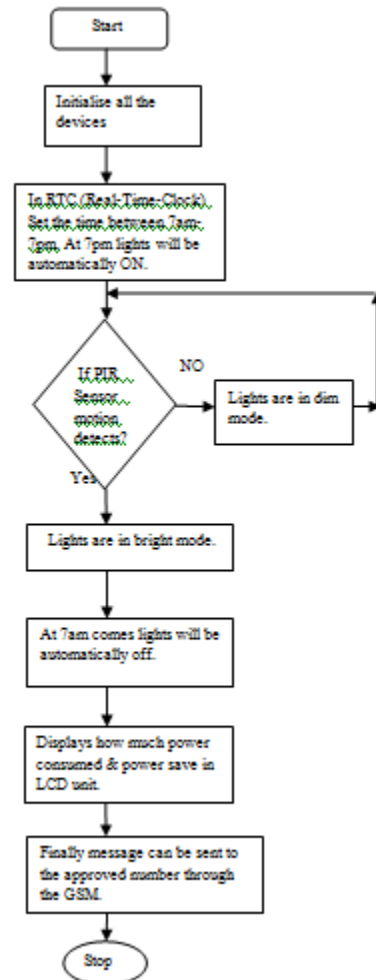 Start
Initialise all the
devices
In RTC (Real-Time-Clock),
Set the time between 7am-
7pm, At 7pm lights will be
automatically ON.
If PIR
Sensor
motion
detects?
NO
Lights are in dim
mode.
Yes
Lights are in bright mode.
At 7am comes lights will be
automatically off.
Displays how much power
consumed & power save in
LCD unit.
Finally message can be sent to
the approved number through
the GSM.
Stop